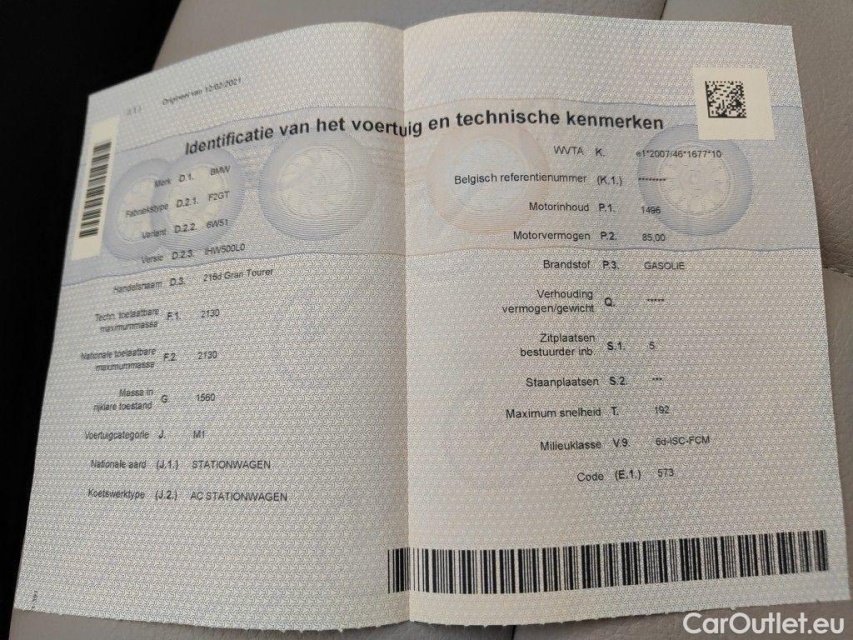 Origineel van 10/02/2021
Identificatie van het voertuig en technische kenmerken
Merk D.1. BMW
Fabriekstype D.2.1. F2GT
Variant D.2.2. 6W51
Versie D.2.3.
Handelsnaam D.3. 216d Gran Tourer
Techn. toelaatbare
maximummassa F.1. 2130
Nationale toelaatbare
maximummassa F.2 2130
Massa in
rijklare toestand G. 1560
Voertuigcategorie J. M1
Nationale aard (J.1.) STATIONWAGEN
Koetswerktype (J.2.) AC STATIONWAGEN
WVTA K. e1*2007/46*1677*10
Belgisch referentienummer (K.1.) --------
Motorinhoud P.1. 1496
Motorvermogen P.2. 85,00
Brandstof P.3. GASOLIE
Verhouding
vermogen/gewicht Q. -----
Zitplaatsen
bestuurder inb. S.1. 5
Staanplaatsen S.2. ---
Maximum snelheid T. 192
Milieuklasse V.9. 6d-ISC-FCM
Code (E.1.) 573
CarOutlet.eu